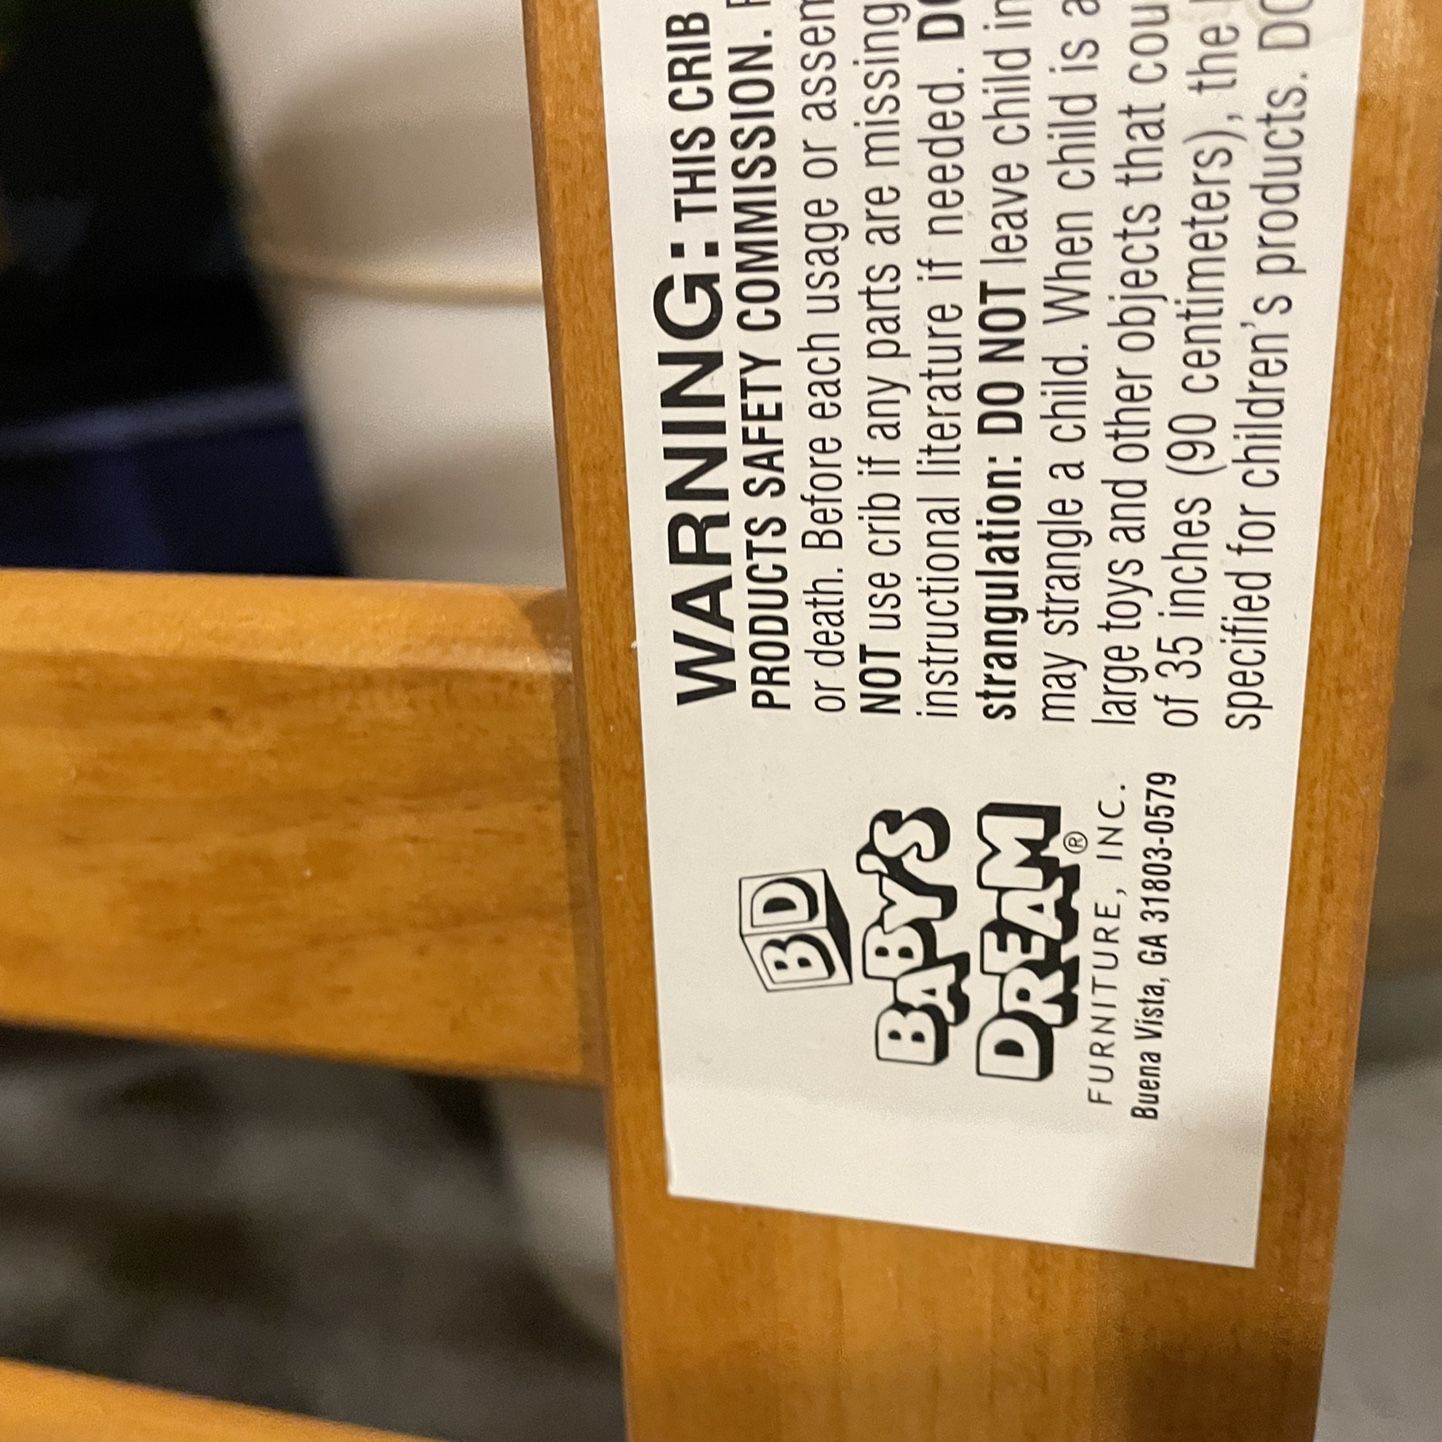 BD
BABY'S
DREAM®
FURNITURE, INC.
Buena Vista, GA 31803-0579
WARNING: THIS CRIB
PRODUCTS SAFETY COMMISSION.
or death. Before each usage or assem
NOT use crib if any parts are missing
instructional literature if needed. DO
strangulation: DO NOT leave child in
may strangle a child. When child is a
large toys and other objects that cou
of 35 inches (90 centimeters), the
specified for children's products. DO